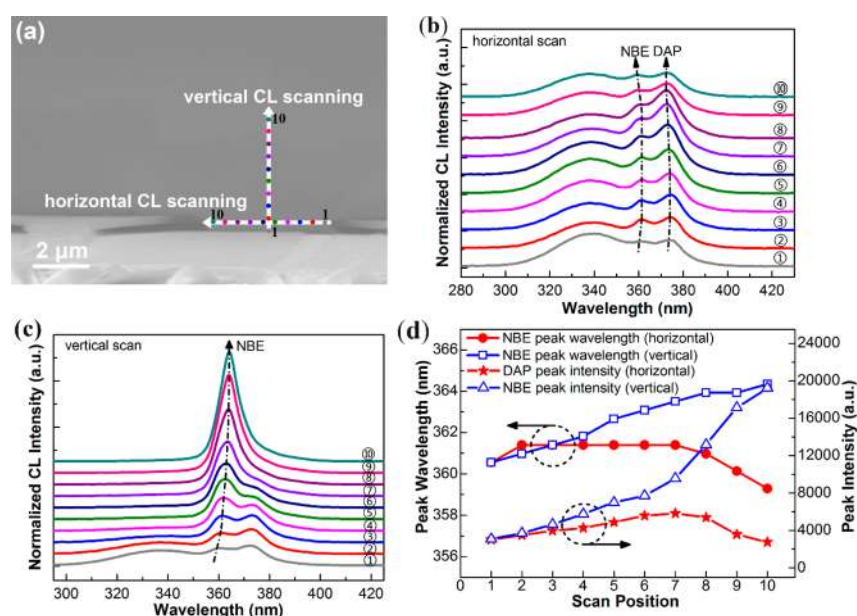 (a)
vertical CL scanning
10
horizontal CL scanning
10
1
1
2 μm
(b)
horizontal scan
NBE DAP
Normalized CL Intensity (a.u.)
⑩
⑨
⑧
⑦
⑥
⑤
④
③
②
①
280 300 320 340 360 380 400 420
Wavelength (nm)
(c)
vertical scan
NBE
Normalized CL Intensity (a.u.)
⑩
⑨
⑧
⑦
⑥
⑤
④
③
②
①
300 320 340 360 380 400 420
Wavelength (nm)
(d)
NBE peak wavelength (horizontal)
NBE peak wavelength (vertical)
DAP peak intensity (horizontal)
NBE peak intensity (vertical)
Peak Wavelength (nm)
366
364
362
360
358
356
24000
20000
16000
12000
8000
4000
0
Peak Intensity (a.u.)
0 1 2 3 4 5 6 7 8 9 10
Scan Position